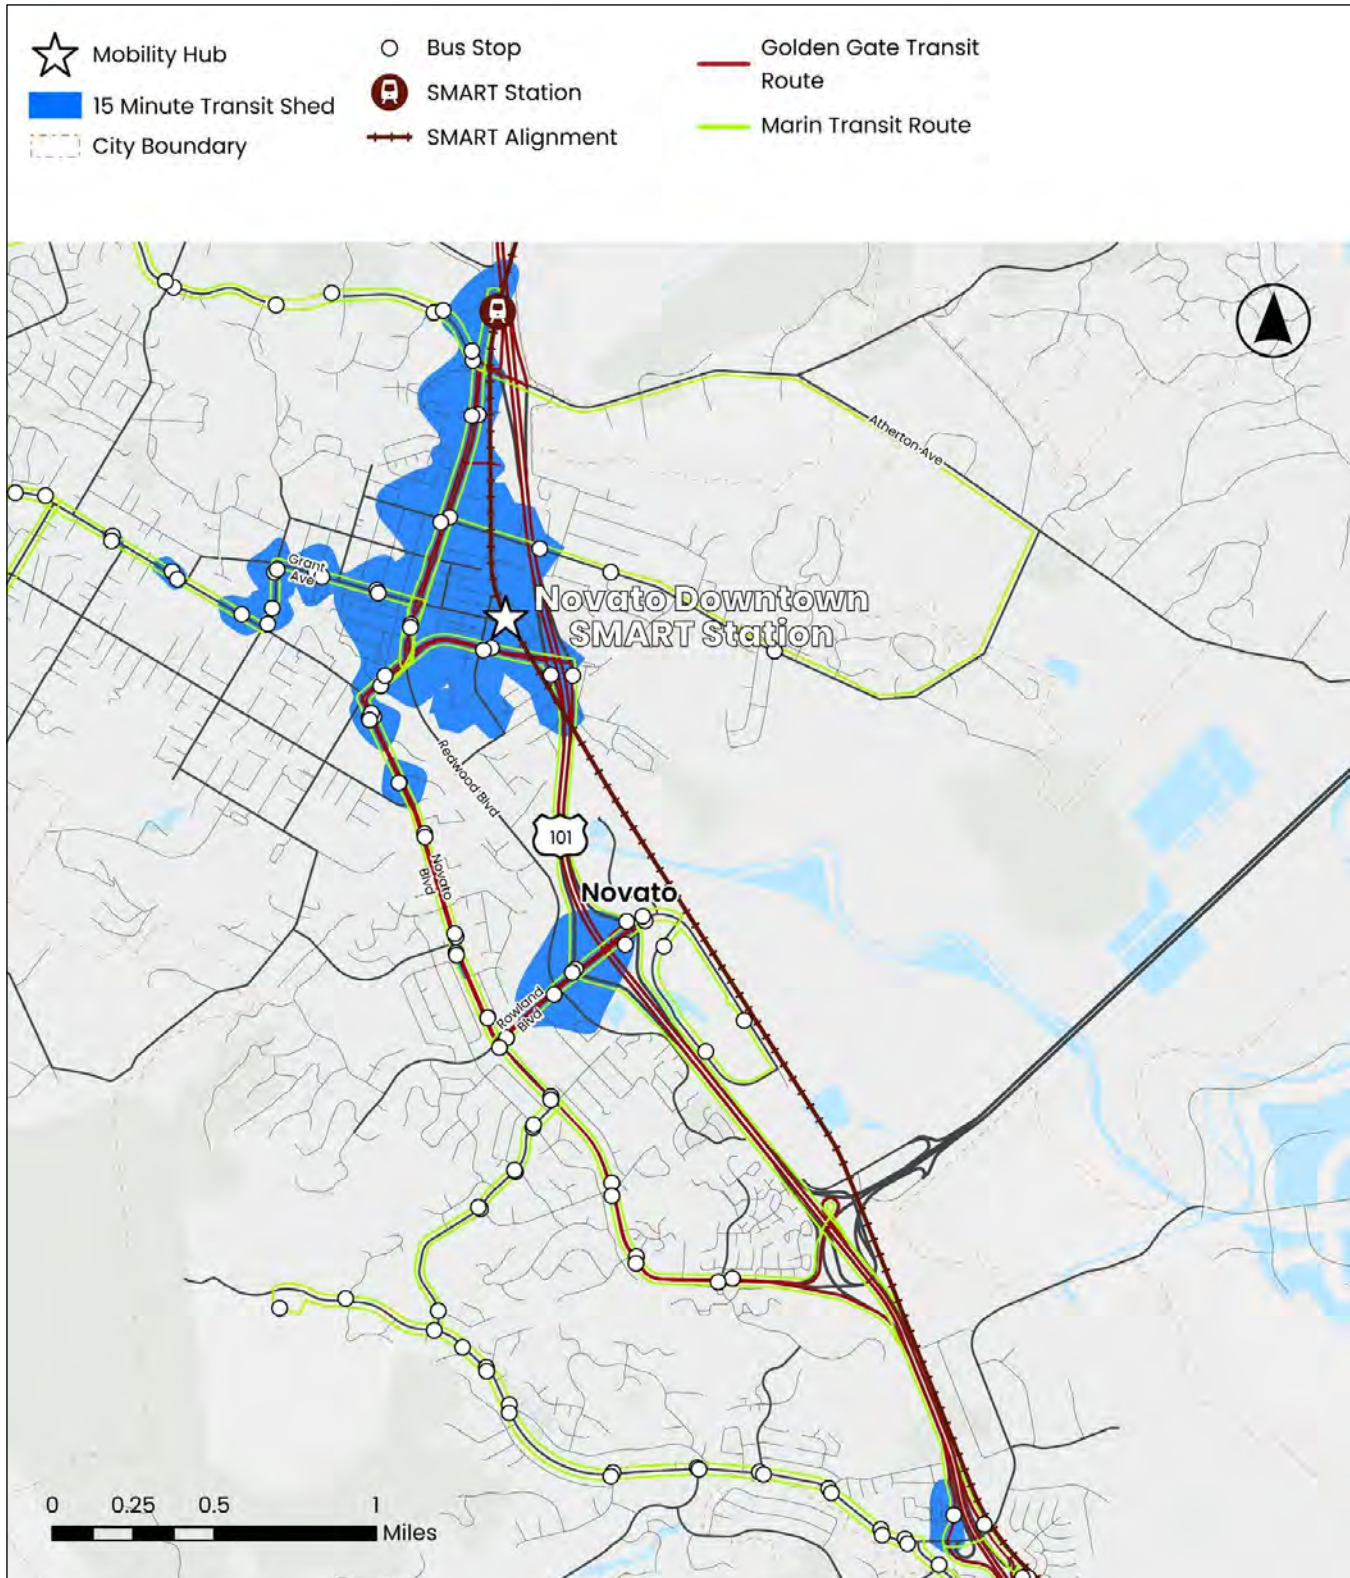 Mobility Hub
15 Minute Transit Shed
City Boundary
Bus Stop
SMART Station
SMART Alignment
Golden Gate Transit
Route
Marin Transit Route
Atherton Ave
Grant
Ave
Novato Downtown
SMART Station
Redwood Blvd
101
Novato
Blvd
Novato
Rowland
Blvd
0 0.25 0.5 1
Miles